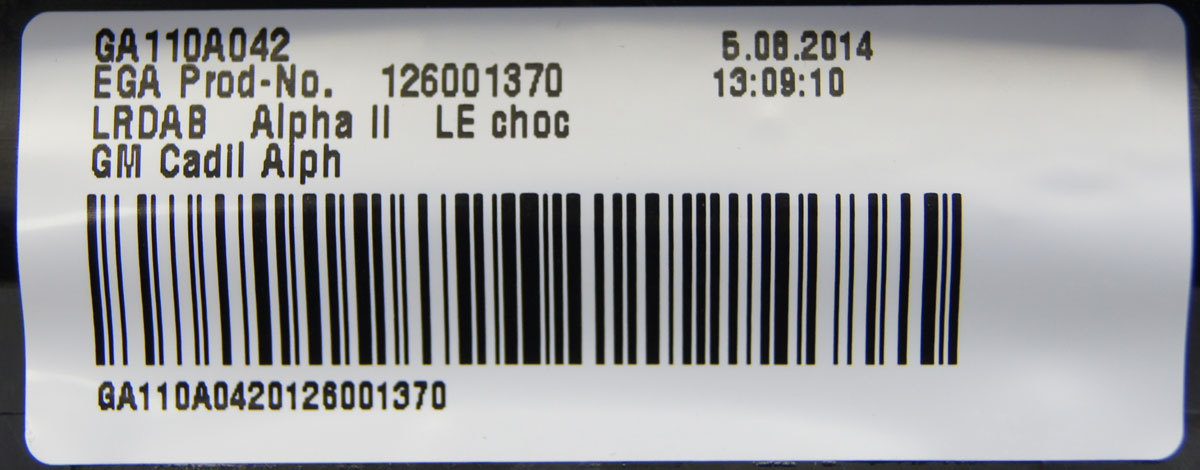 GA110A042 5.08.2014
EGA Prod-No. 126001370 13:09:10
LRDAB Alpha II LE choc
GM Cadil Alph
GA110A0420126001370